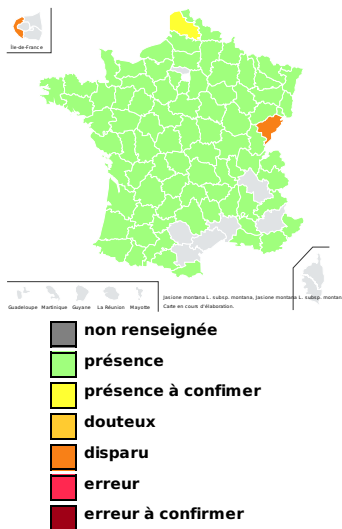 Île-de-France
Guadeloupe Martinique Guyane La Réunion Mayotte
Jasione montana L. subsp. montana, Jasione montana L. subsp. montan
Carte en cours d'élaboration.
non renseignée
présence
présence à confimer
douteux
disparu
erreur
erreur à confirmer